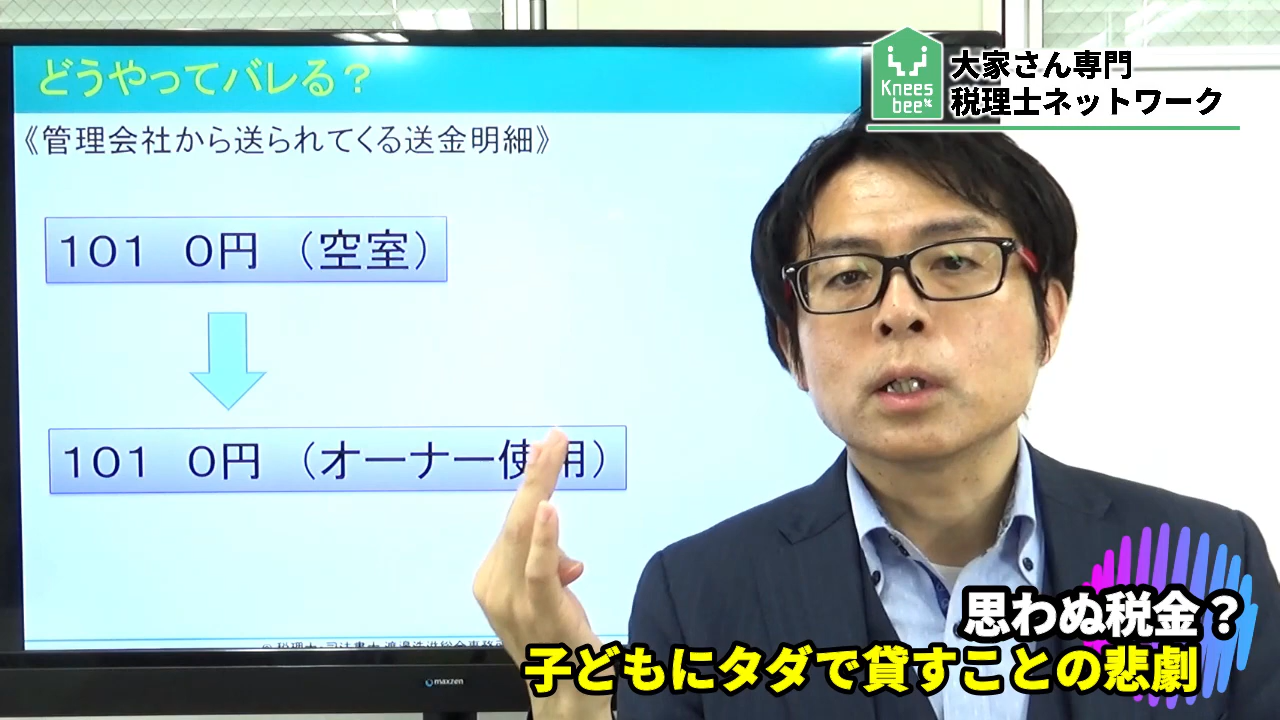 どうやってバレる？
《管理会社から送られてくる送金明細》
１０１　０円　（空室）
１０１　０円　（オーナー使用）
maxzen
Knees
bee
税
大家さん専門
税理士ネットワーク
思わぬ税金？
子どもにタダで貸すことの悲劇